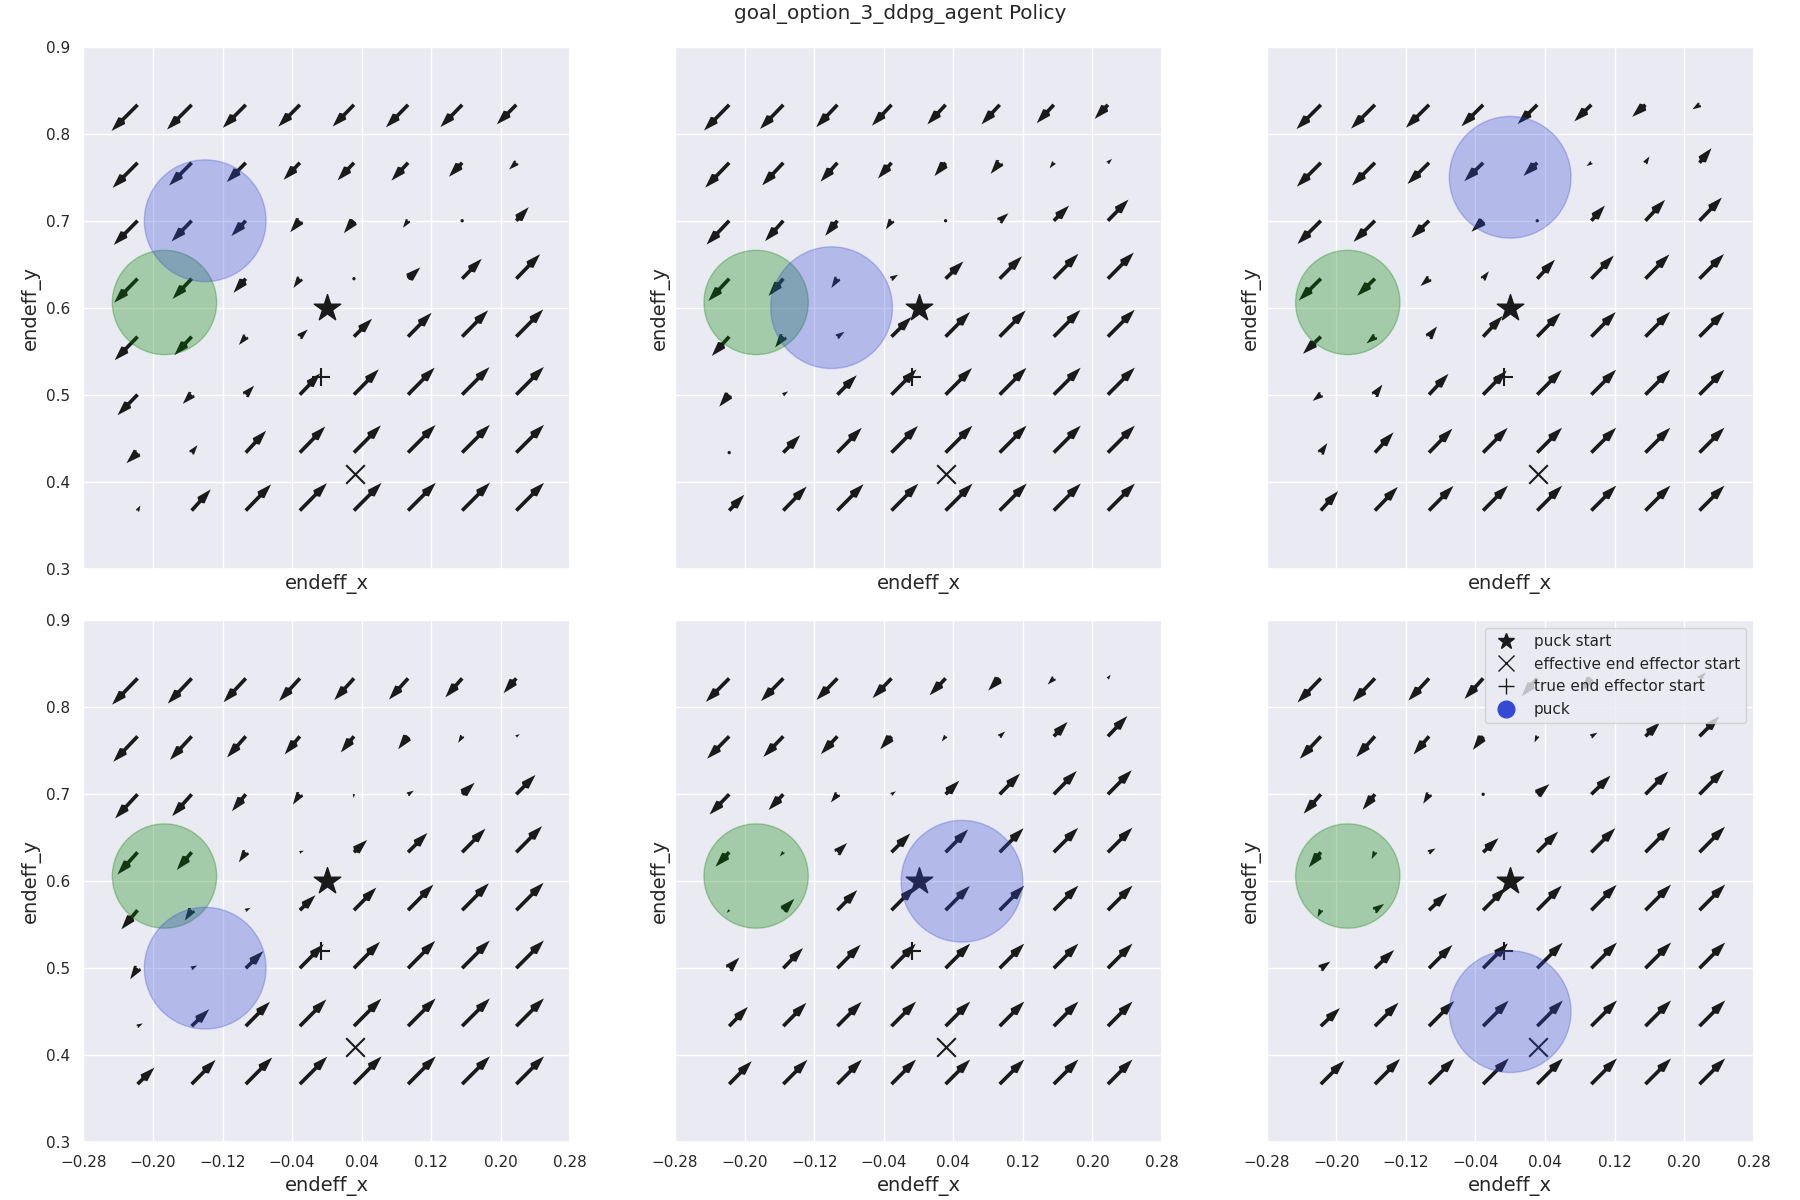 goal_option_3_ddpg_agent Policy
0.9
0.8
0.7
0.6
0.5
0.4
0.3
endeff_y
endeff_x
endeff_y
endeff_x
endeff_y
endeff_x
0.9
0.8
0.7
0.6
0.5
0.4
0.3
endeff_y
−0.28 −0.20 −0.12 −0.04 0.04 0.12 0.20 0.28
endeff_x
endeff_y
−0.28 −0.20 −0.12 −0.04 0.04 0.12 0.20 0.28
endeff_x
puck start
effective end effector start
true end effector start
puck
endeff_y
−0.28 −0.20 −0.12 −0.04 0.04 0.12 0.20 0.28
endeff_x